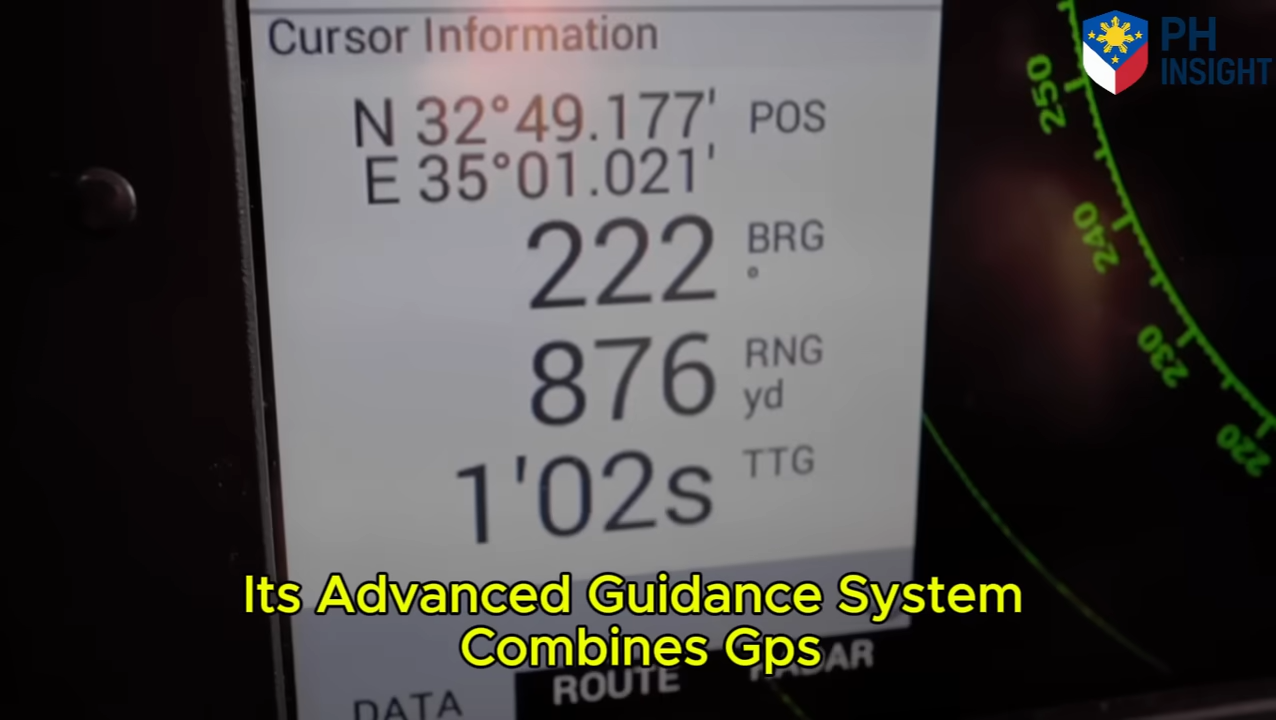 Cursor Information
N 32°49.177' POS
E 35°01.021'
222 BRG
°
876 RNG
yd
1'02s TTG
DATA
ROUTE
RADAR
250
240
230
220
PH
INSIGHT
Its Advanced Guidance System
Combines Gps